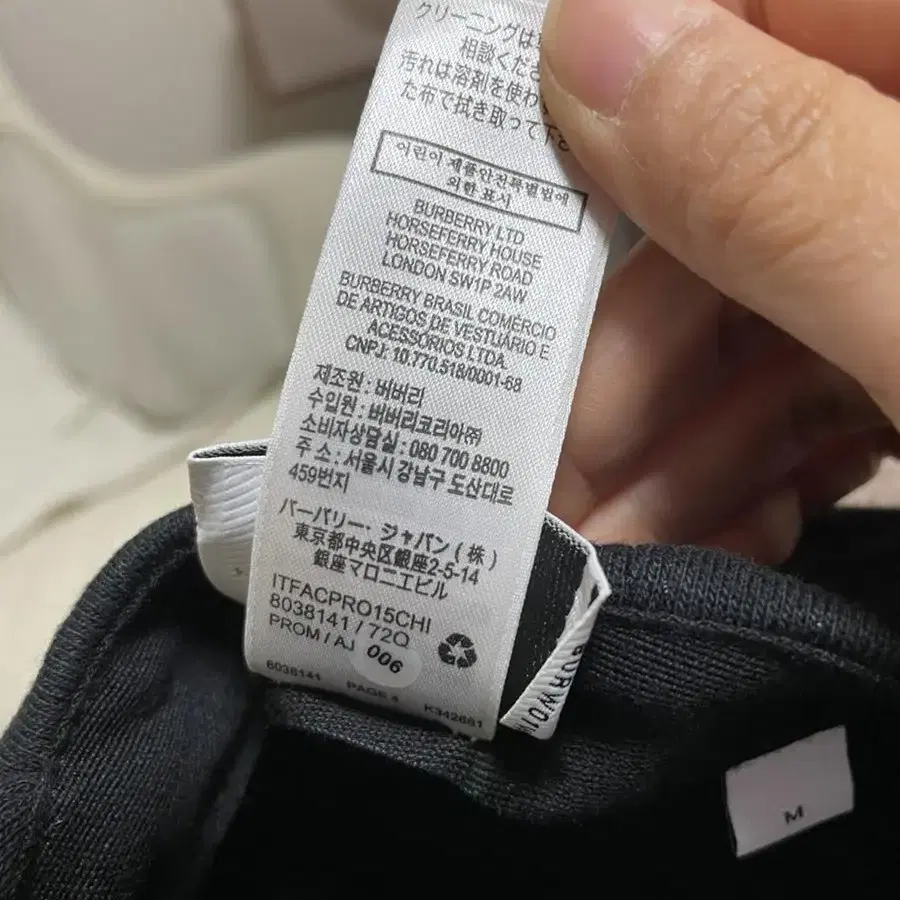 クリーニングは
相談くださ
汚れは溶剤を使わ
た布で拭き取って下さ
어린이 제품안전특별법에
의한 표시
BURBERRY LTD
HORSEFERRY HOUSE
HORSEFERRY ROAD
LONDON SW1P 2AW
BURBERRY BRASIL COMERCIO
DE ARTIGOS DE VESTUÁRIO E
ACESSÓRIOS LTDA.
CNPJ: 10.770.518/0001-68
제조원 : 버버리
수입원 : 버버리코리아㈜
소비자상담실 : 080 700 8800
주 소 : 서울시 강남구 도산대로
459번지
バーバリー・ジャパン(株)
東京都中央区銀座2-5-14
銀座マロニエビル
ITFACPRO15CHI
8038141 / 72Q
PROM / AJ 006
8038141 PAGE 4 K342681
M